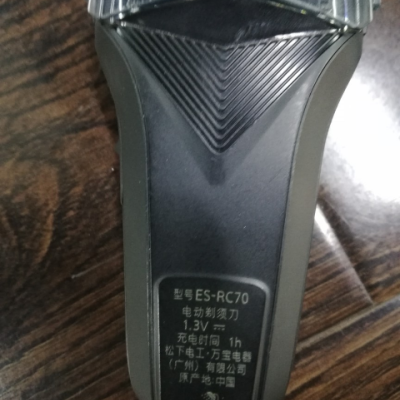 型号 ES-RC70
电动剃须刀
1.3V ⎓
充电时间 1h
松下电工·万宝电器
(广州)有限公司
原产地:中国